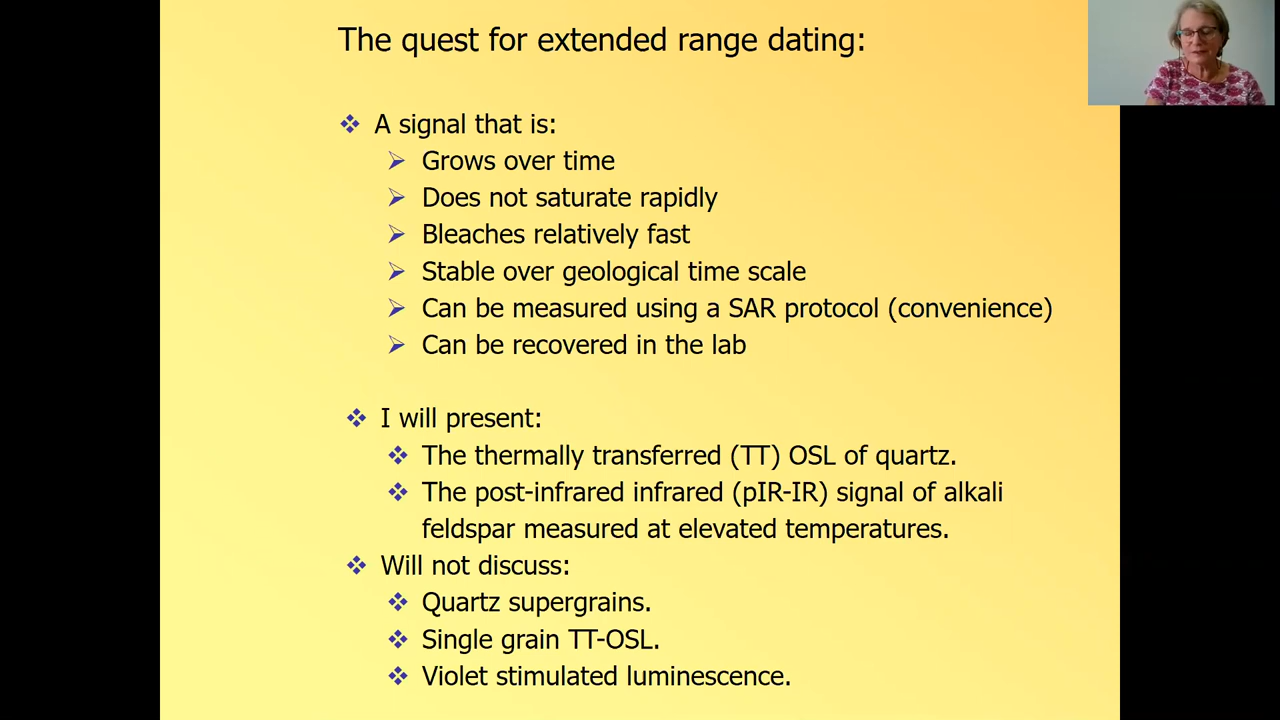 The quest for extended range dating:
A signal that is:
Grows over time
Does not saturate rapidly
Bleaches relatively fast
Stable over geological time scale
Can be measured using a SAR protocol (convenience)
Can be recovered in the lab
I will present:
The thermally transferred (TT) OSL of quartz.
The post-infrared infrared (pIR-IR) signal of alkali
feldspar measured at elevated temperatures.
Will not discuss:
Quartz supergrains.
Single grain TT-OSL.
Violet stimulated luminescence.